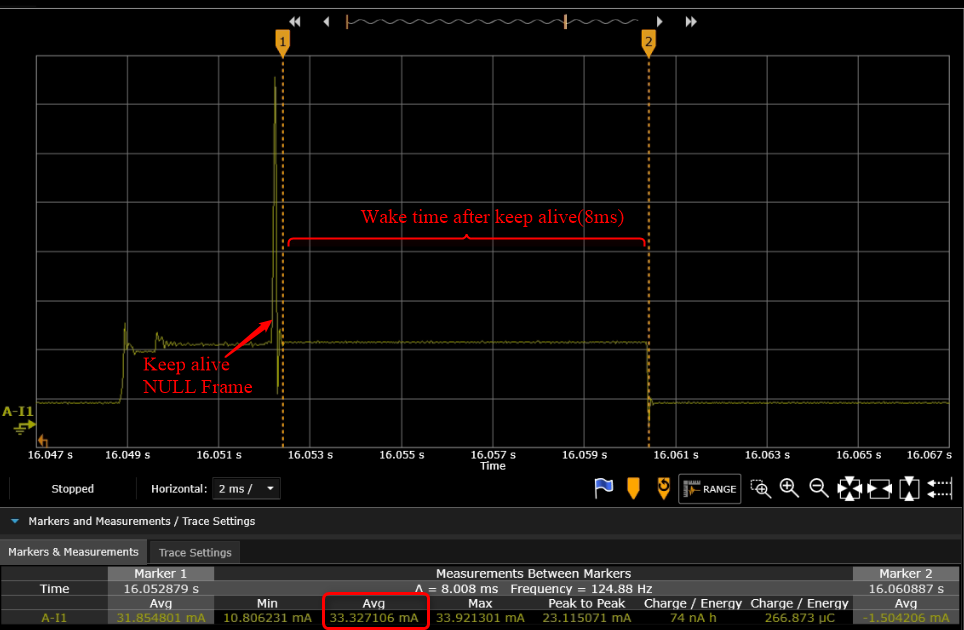 1 2
Wake time after keep alive(8ms)
Keep alive
NULL Frame
A-I1
16.047 s 16.049 s 16.051 s 16.053 s 16.055 s 16.057 s 16.059 s 16.061 s 16.063 s 16.065 s 16.067 s
Time
Stopped Horizontal: 2 ms / RANGE
Markers and Measurements / Trace Settings
Markers & Measurements Trace Settings
Marker 1 Measurements Between Markers Marker 2
Time 16.052879 s Δ = 8.008 ms Frequency = 124.88 Hz 16.060887 s
Avg Min Avg Max Peak to Peak Charge / Energy Charge / Energy Avg
A-I1 31.854801 mA 10.806231 mA 33.327106 mA 33.921301 mA 23.115071 mA 74 nA h 266.873 µC -1.504206 mA